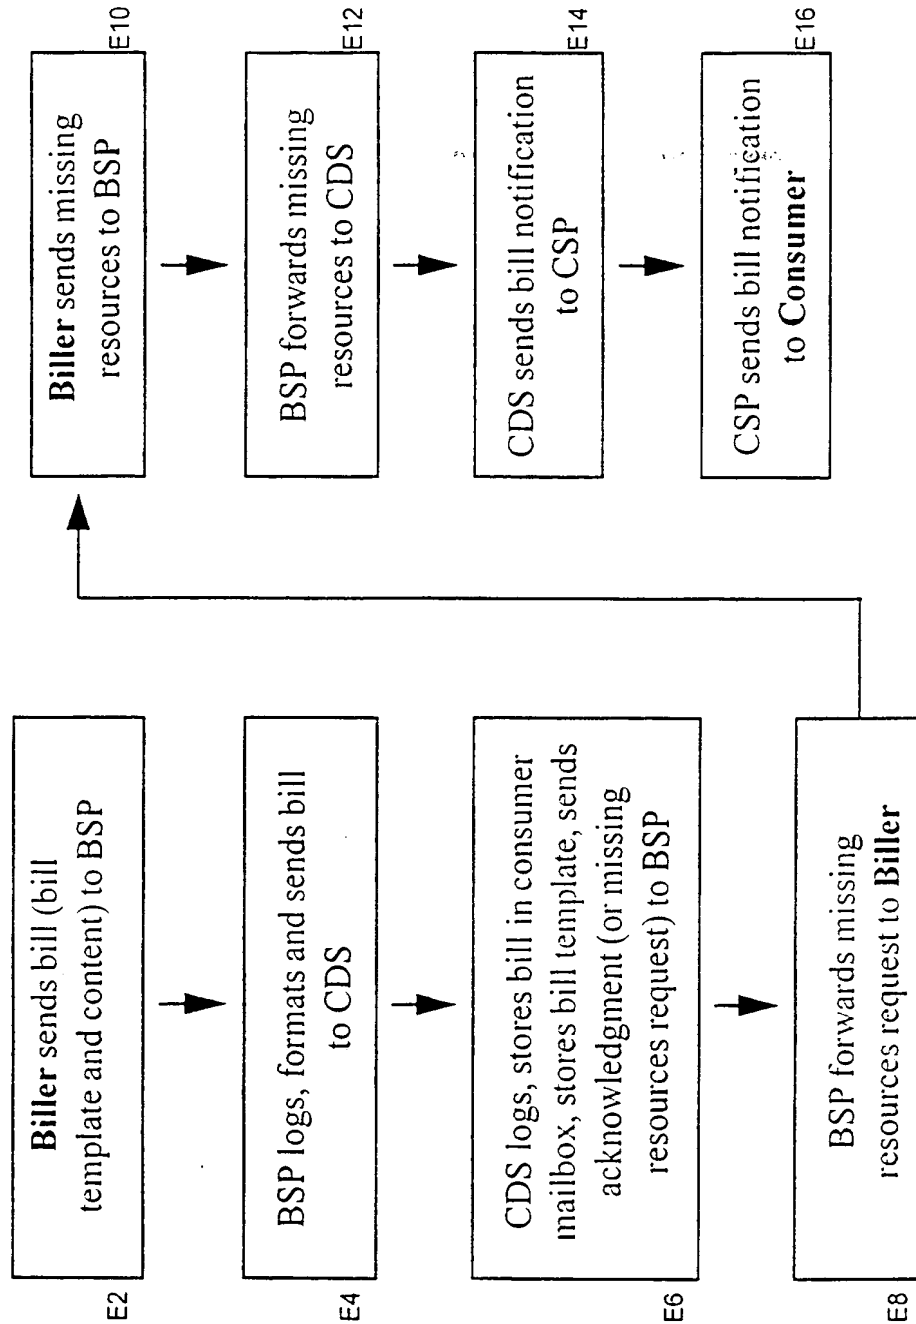 Biller sends bill (bill
template and content) to BSP
E2
BSP logs, formats and sends bill
to CDS
E4
CDS logs, stores bill in consumer
mailbox, stores bill template, sends
acknowledgment (or missing
resources request) to BSP
E6
BSP forwards missing
resources request to Biller
E8
Biller sends missing
resources to BSP
E10
BSP forwards missing
resources to CDS
E12
CDS sends bill notification
to CSP
E14
CSP sends bill notification
to Consumer
E16